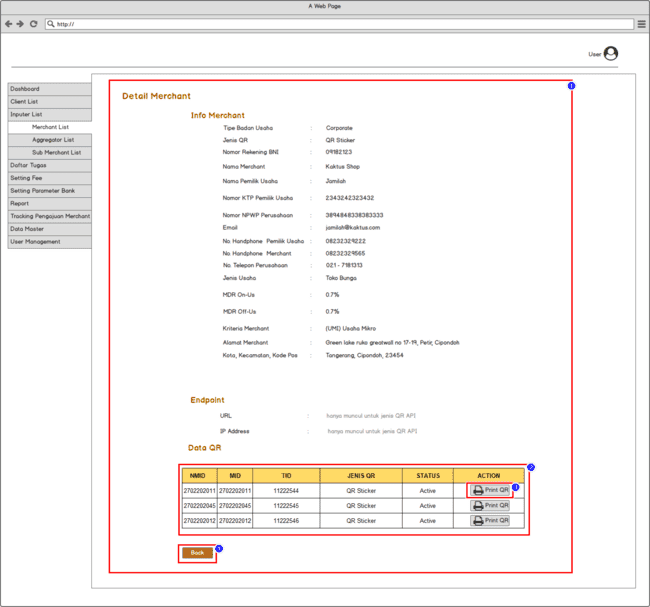 A Web Page
http://
User
Dashboard
Client List
Inputer List
Merchant List
Aggregator List
Sub Merchant List
Daftar Tugas
Setting Fee
Setting Parameter Bank
Report
Tracking Pengajuan Merchant
Data Master
User Management
1
Detail Merchant
Info Merchant
Tipe Badan Usaha : Corporate
Jenis QR : QR Sticker
Nomor Rekening BNI : 09182123
Nama Merchant : Kaktus Shop
Nama Pemilik Usaha : Jamilah
Nomor KTP Pemilik Usaha : 2343242323432
Nomor NPWP Perusahaan : 3894848338383333
Email : jamilah@kaktus.com
No Handphone Pemilik Usaha : 08232329222
No Handphone Merchant : 08232329565
No. Telepon Perusahaan : 021 - 7181313
Jenis Usaha : Toko Bunga
MDR On-Us : 0.7%
MDR Off-Us : 0.7%
Kriteria Merchant : (UMI) Usaha Mikro
Alamat Merchant : Green lake ruko greatwall no 17-19, Petir, Cipondoh
Kota, Kecamatan, Kode Pos : Tangerang, Cipondoh, 23454
Endpoint
URL : hanya muncul untuk jenis QR API
IP Address : hanya muncul untuk jenis QR API
Data QR
2
NMID MID TID JENIS QR STATUS ACTION
2702202011 2702202011 11222544 QR Sticker Active Print QR
2702202045 2702202045 11222545 QR Sticker Active Print QR
2702202012 2702202012 11222546 QR Sticker Active Print QR
Back